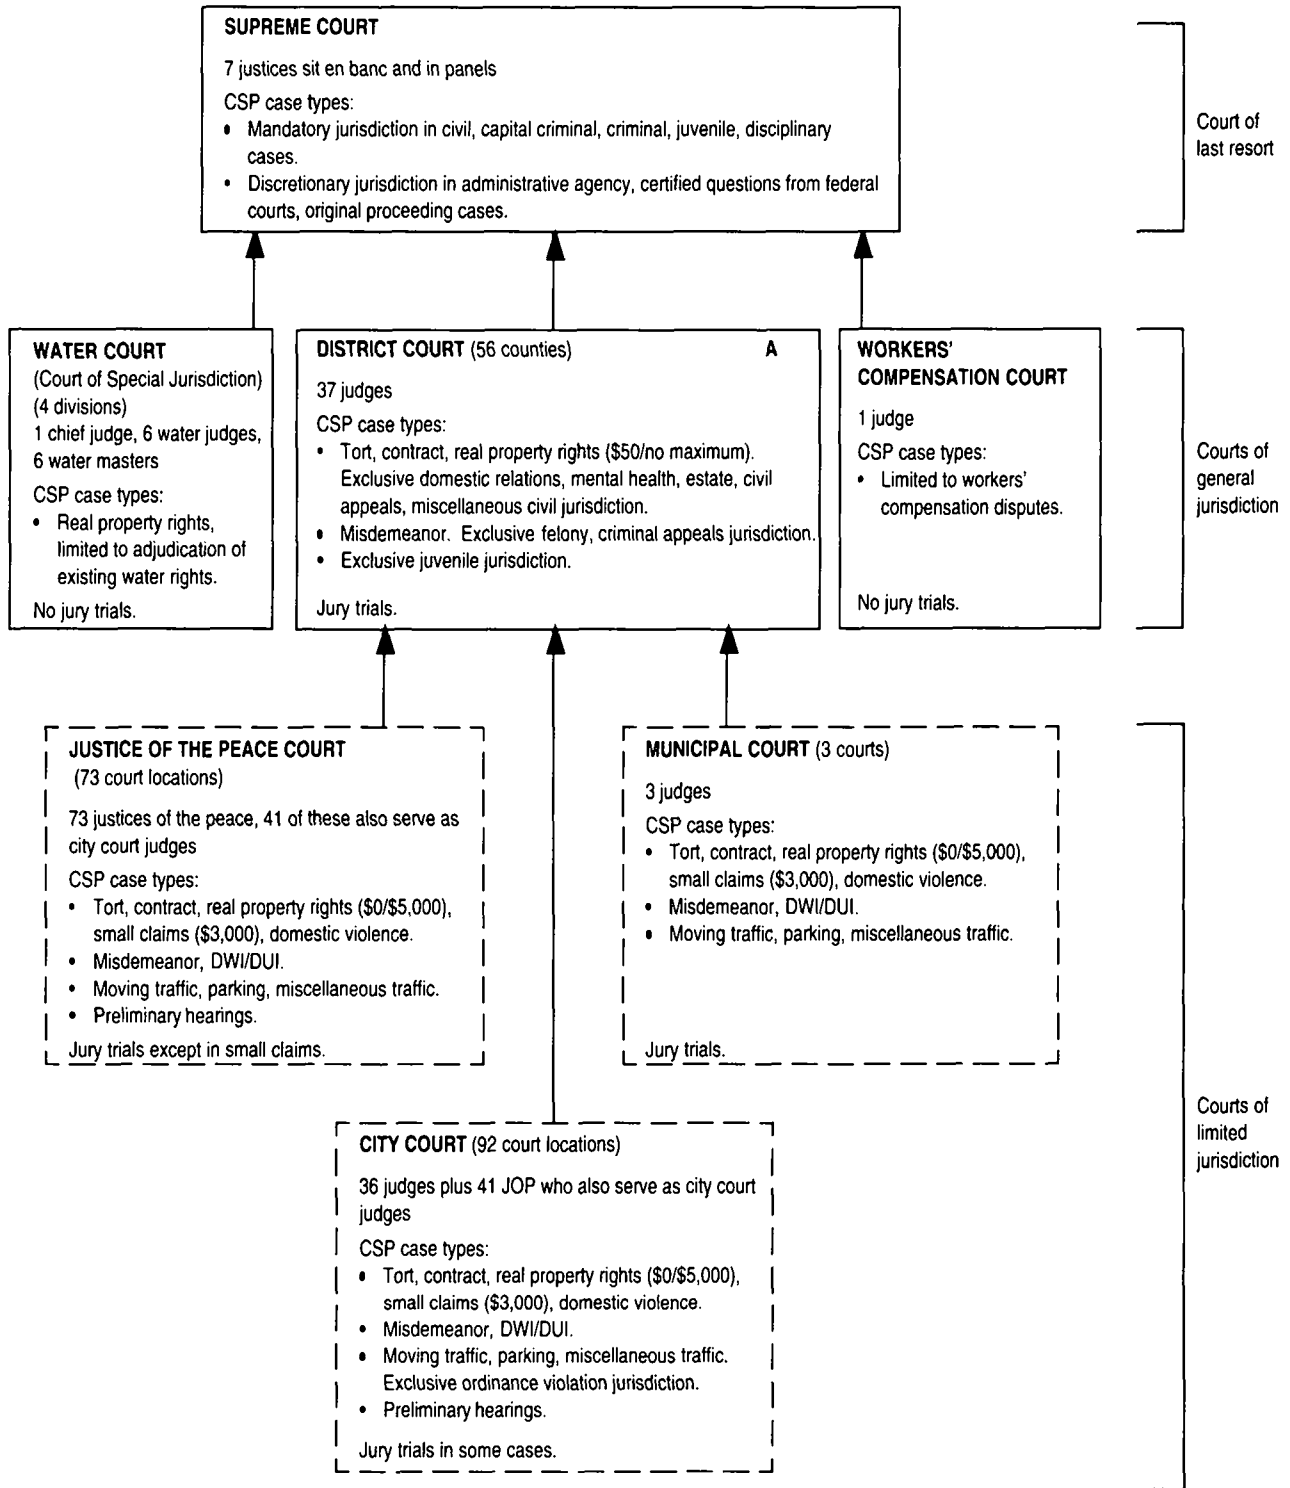 SUPREME COURT
7 justices sit en banc and in panels
CSP case types:
• Mandatory jurisdiction in civil, capital criminal, criminal, juvenile, disciplinary
cases.
• Discretionary jurisdiction in administrative agency, certified questions from federal
courts, original proceeding cases.
Court of
last resort
WATER COURT
(Court of Special Jurisdiction)
(4 divisions)
1 chief judge, 6 water judges,
6 water masters
CSP case types:
• Real property rights,
limited to adjudication of
existing water rights.
No jury trials.
DISTRICT COURT (56 counties) A
37 judges
CSP case types:
• Tort, contract, real property rights ($50/no maximum).
Exclusive domestic relations, mental health, estate, civil
appeals, miscellaneous civil jurisdiction.
• Misdemeanor. Exclusive felony, criminal appeals jurisdiction.
• Exclusive juvenile jurisdiction.
Jury trials.
WORKERS'
COMPENSATION COURT
1 judge
CSP case types:
• Limited to workers'
compensation disputes.
No jury trials.
Courts of
general
jurisdiction
JUSTICE OF THE PEACE COURT
(73 court locations)
73 justices of the peace, 41 of these also serve as
city court judges
CSP case types:
• Tort, contract, real property rights ($0/$5,000),
small claims ($3,000), domestic violence.
• Misdemeanor, DWI/DUI.
• Moving traffic, parking, miscellaneous traffic.
• Preliminary hearings.
Jury trials except in small claims.
MUNICIPAL COURT (3 courts)
3 judges
CSP case types:
• Tort, contract, real property rights ($0/$5,000),
small claims ($3,000), domestic violence.
• Misdemeanor, DWI/DUI.
• Moving traffic, parking, miscellaneous traffic.
Jury trials.
CITY COURT (92 court locations)
36 judges plus 41 JOP who also serve as city court
judges
CSP case types:
• Tort, contract, real property rights ($0/$5,000),
small claims ($3,000), domestic violence.
• Misdemeanor, DWI/DUI.
• Moving traffic, parking, miscellaneous traffic.
Exclusive ordinance violation jurisdiction.
• Preliminary hearings.
Jury trials in some cases.
Courts of
limited
jurisdiction